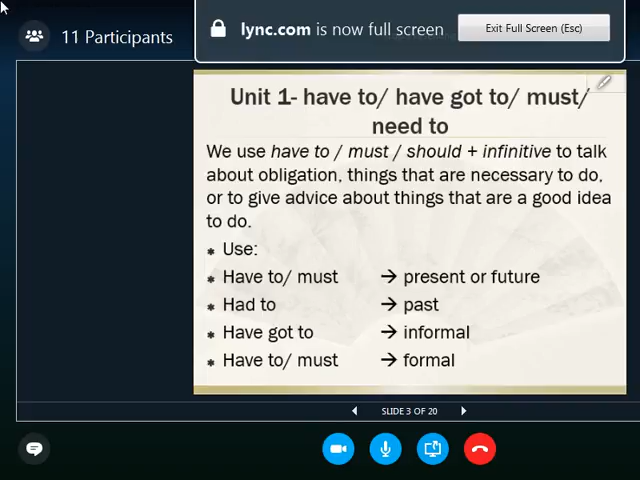 11 Participants
lync.com is now full screen
Exit Full Screen (Esc)
Unit 1- have to/ have got to/ must/
need to
We use have to / must / should + infinitive to talk
about obligation, things that are necessary to do,
or to give advice about things that are a good idea
to do.
* Use:
* Have to/ must → present or future
* Had to → past
* Have got to → informal
* Have to/ must → formal
SLIDE 3 OF 20